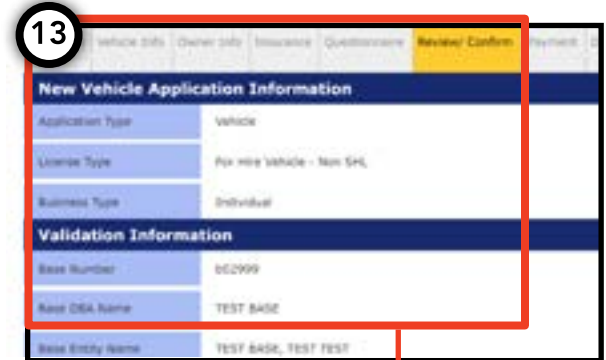 13
Vehicle Info Owner Info Insurance Questionnaire Review/ Confirm Payment
New Vehicle Application Information
Application Type Vehicle
License Type For Hire Vehicle - Non SHL
Business Type Individual
Validation Information
Base Number b02999
Base DBA Name TEST BASE
Base Entity Name TEST BASE, TEST TEST